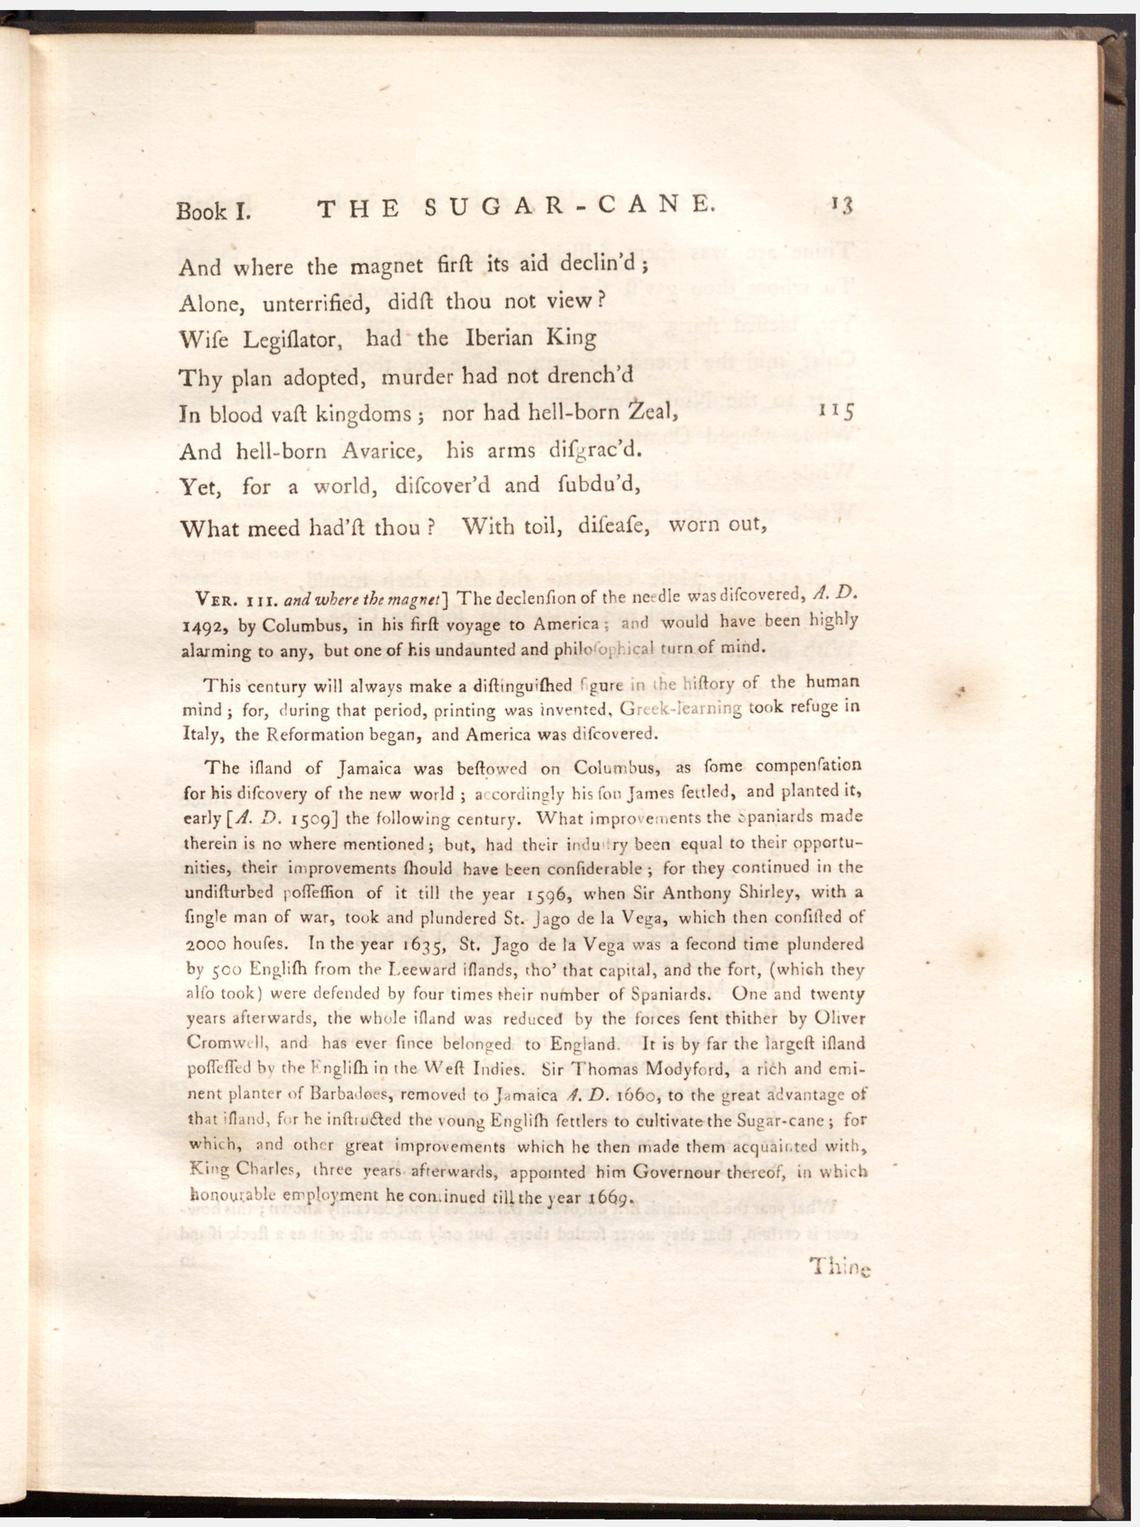 Book I. THE SUGAR-CANE. 13
And where the magnet firſt its aid declin'd ;
Alone, unterrified, didſt thou not view ?
Wiſe Legiſlator, had the Iberian King
Thy plan adopted, murder had not drench'd
In blood vaſt kingdoms ; nor had hell-born Zeal, 115
And hell-born Avarice, his arms diſgrac'd.
Yet, for a world, diſcover'd and ſubdu'd,
What meed had'ſt thou ? With toil, diſeaſe, worn out,
VER. 111. and where the magnet] The declenſion of the needle was diſcovered, A. D.
1492, by Columbus, in his firſt voyage to America ; and would have been highly
alarming to any, but one of his undaunted and philoſophical turn of mind.
This century will always make a diſtinguiſhed figure in the hiſtory of the human
mind ; for, during that period, printing was invented, Greek-learning took refuge in
Italy, the Reformation began, and America was diſcovered.
The iſland of Jamaica was beſtowed on Columbus, as ſome compenſation
for his diſcovery of the new world ; accordingly his ſon James ſettled, and planted it,
early [A. D. 1509] the following century. What improvements the Spaniards made
therein is no where mentioned ; but, had their induſtry been equal to their opportu-
nities, their improvements ſhould have been conſiderable ; for they continued in the
undiſturbed poſſeſſion of it till the year 1596, when Sir Anthony Shirley, with a
ſingle man of war, took and plundered St. Jago de la Vega, which then conſiſted of
2000 houſes. In the year 1635, St. Jago de la Vega was a ſecond time plundered
by 500 Engliſh from the Leeward iſlands, tho' that capital, and the fort, (which they
alſo took) were defended by four times their number of Spaniards. One and twenty
years afterwards, the whole iſland was reduced by the forces ſent thither by Oliver
Cromwell, and has ever ſince belonged to England. It is by far the largeſt iſland
poſſeſſed by the Engliſh in the Weſt Indies. Sir Thomas Modyford, a rich and emi-
nent planter of Barbadoes, removed to Jamaica A. D. 1660, to the great advantage of
that iſland, for he inſtructed the young Engliſh ſettlers to cultivate the Sugar-cane ; for
which, and other great improvements which he then made them acquainted with,
King Charles, three years afterwards, appointed him Governour thereof, in which
honourable employment he continued till the year 1669.
Thine